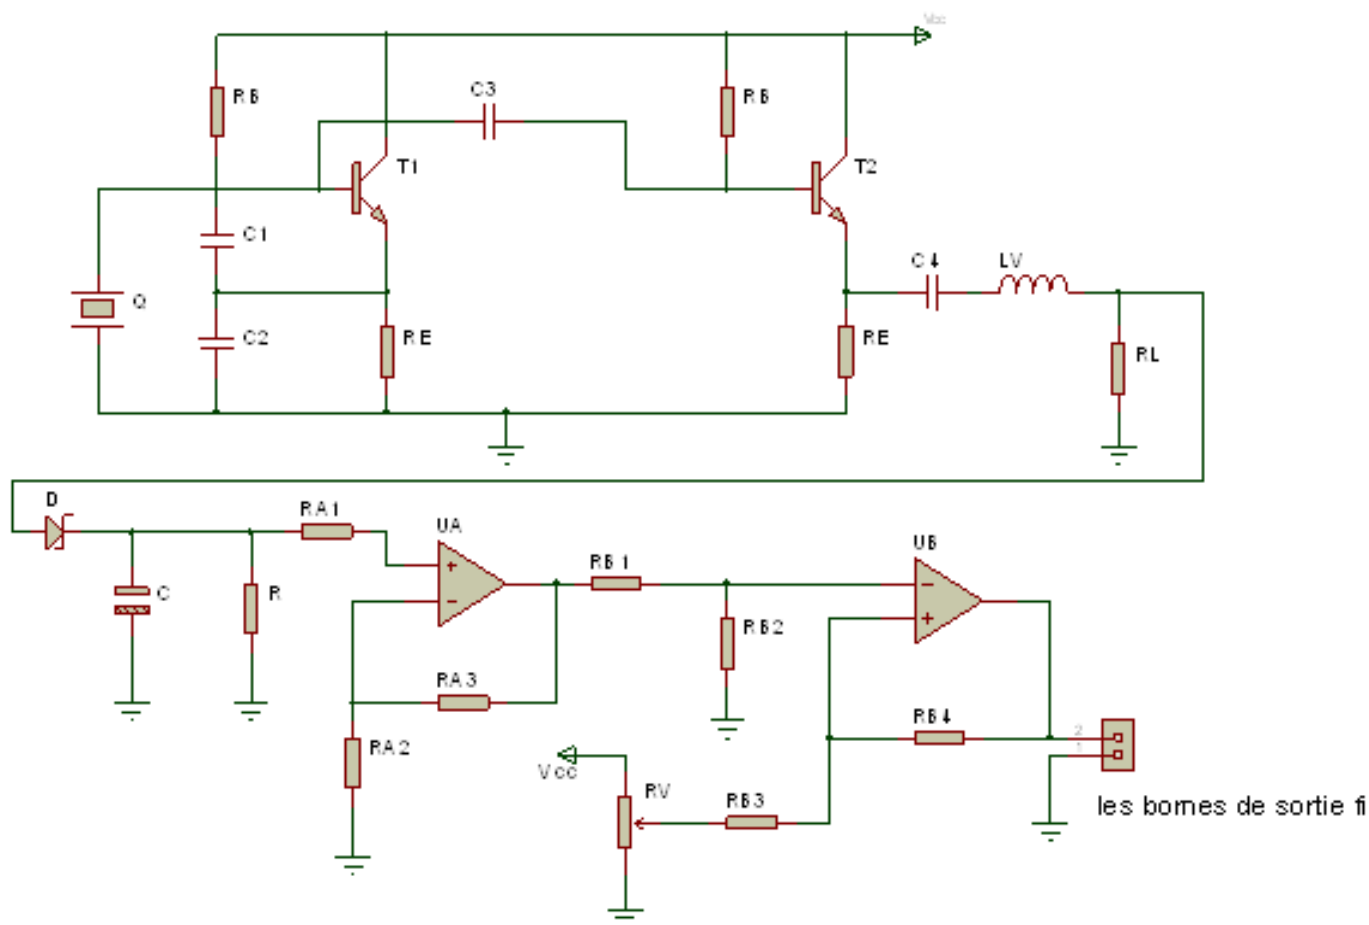 Vcc
RB
C3
RB
T1
T2
C1
C4
LV
Q
C2
RE
RE
RL
D
RA1
UA
UB
RB1
C
R
RB2
RA3
RB4
2
1
RA2
Vcc
RV
RB3
les bornes de sortie fi